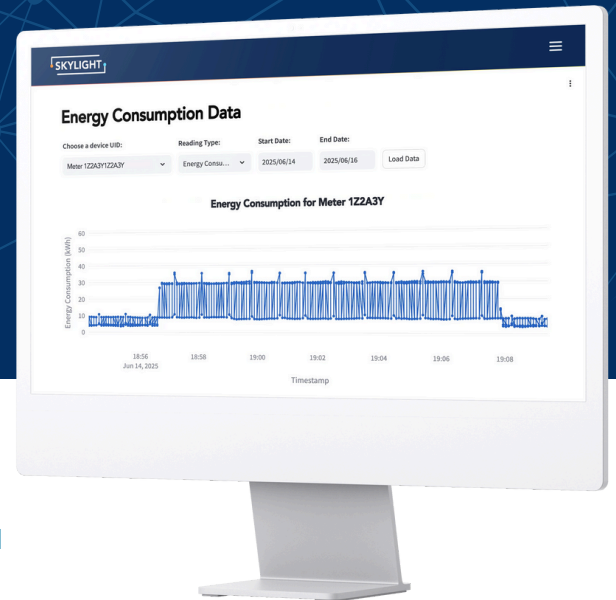 SKYLIGHT
Energy Consumption Data
Choose a device UID:
Reading Type:
Start Date:
End Date:
Meter 1Z2A3Y1Z2A3Y
Energy Consu...
2025/06/14
2025/06/16
Load Data
Energy Consumption for Meter 1Z2A3Y
Energy Consumption (kWh)
60
50
40
30
20
10
0
18:56
18:58
19:00
19:02
19:04
19:06
19:08
Jun 14, 2025
Timestamp